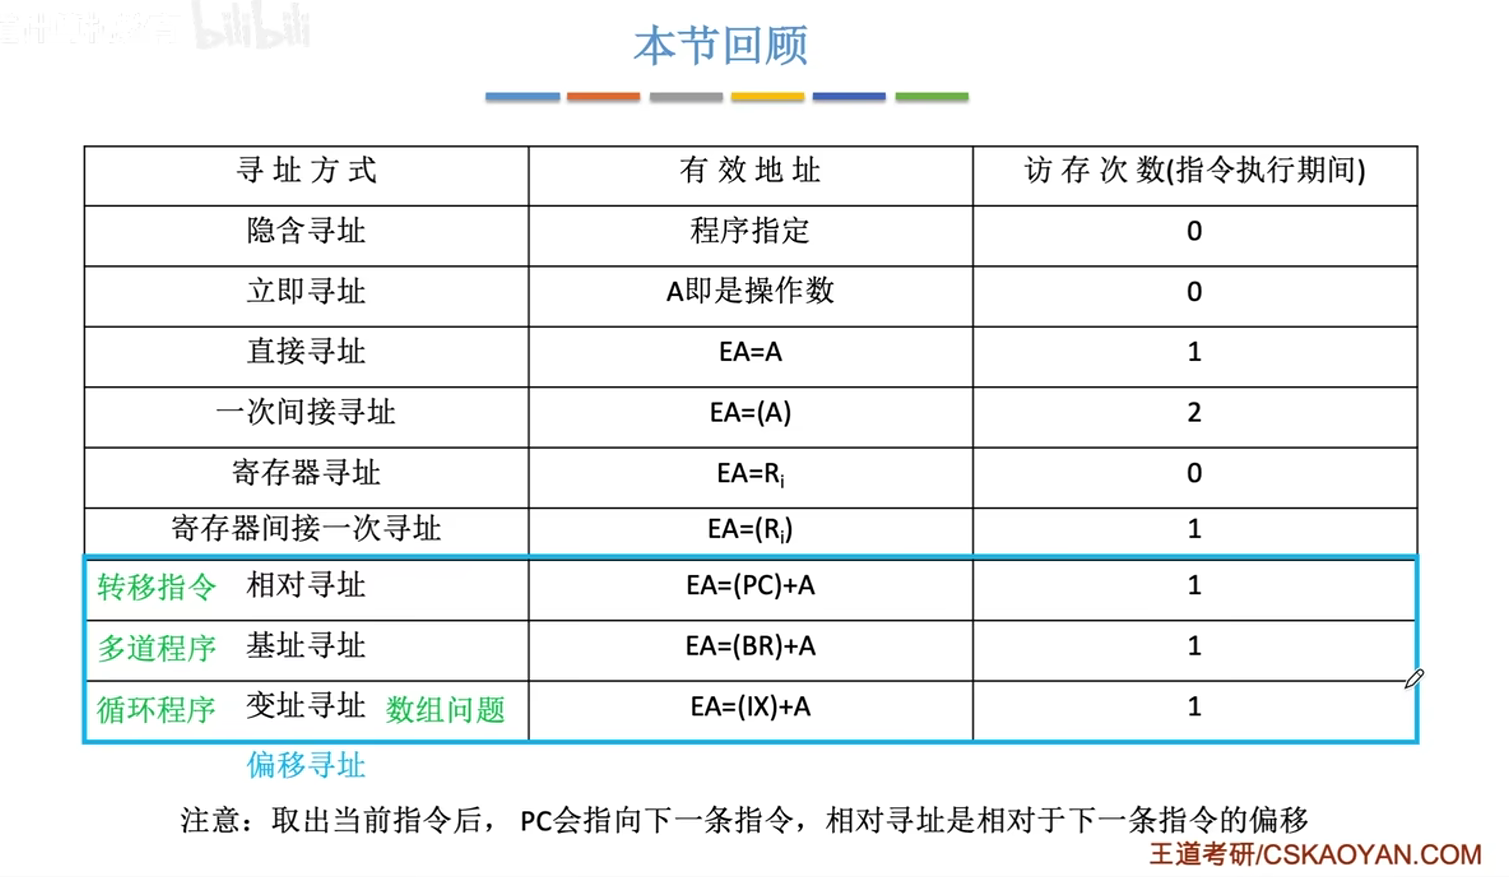 bilibili
本节回顾
寻址方式 有效地址 访存次数(指令执行期间)
隐含寻址 程序指定 0
立即寻址 A即是操作数 0
直接寻址 EA=A 1
一次间接寻址 EA=(A) 2
寄存器寻址 EA=Ri 0
寄存器间接一次寻址 EA=(Ri) 1
转移指令 相对寻址 EA=(PC)+A 1
多道程序 基址寻址 EA=(BR)+A 1
循环程序 变址寻址 数组问题 EA=(IX)+A 1
偏移寻址
注意：取出当前指令后，PC会指向下一条指令，相对寻址是相对于下一条指令的偏移
王道考研/CSKAOYAN.COM